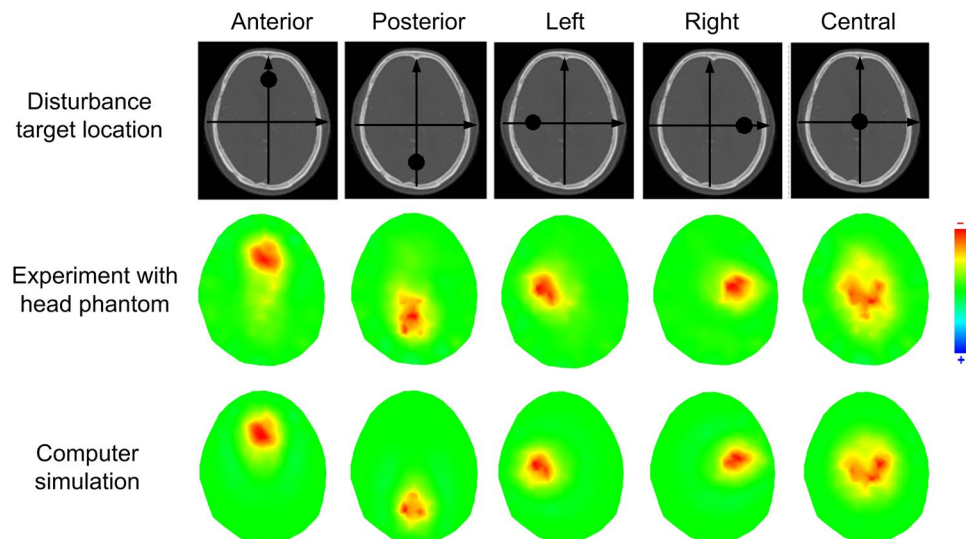 Anterior
Posterior
Left
Right
Central
Disturbance
target location
Experiment with
head phantom
−
+
Computer
simulation